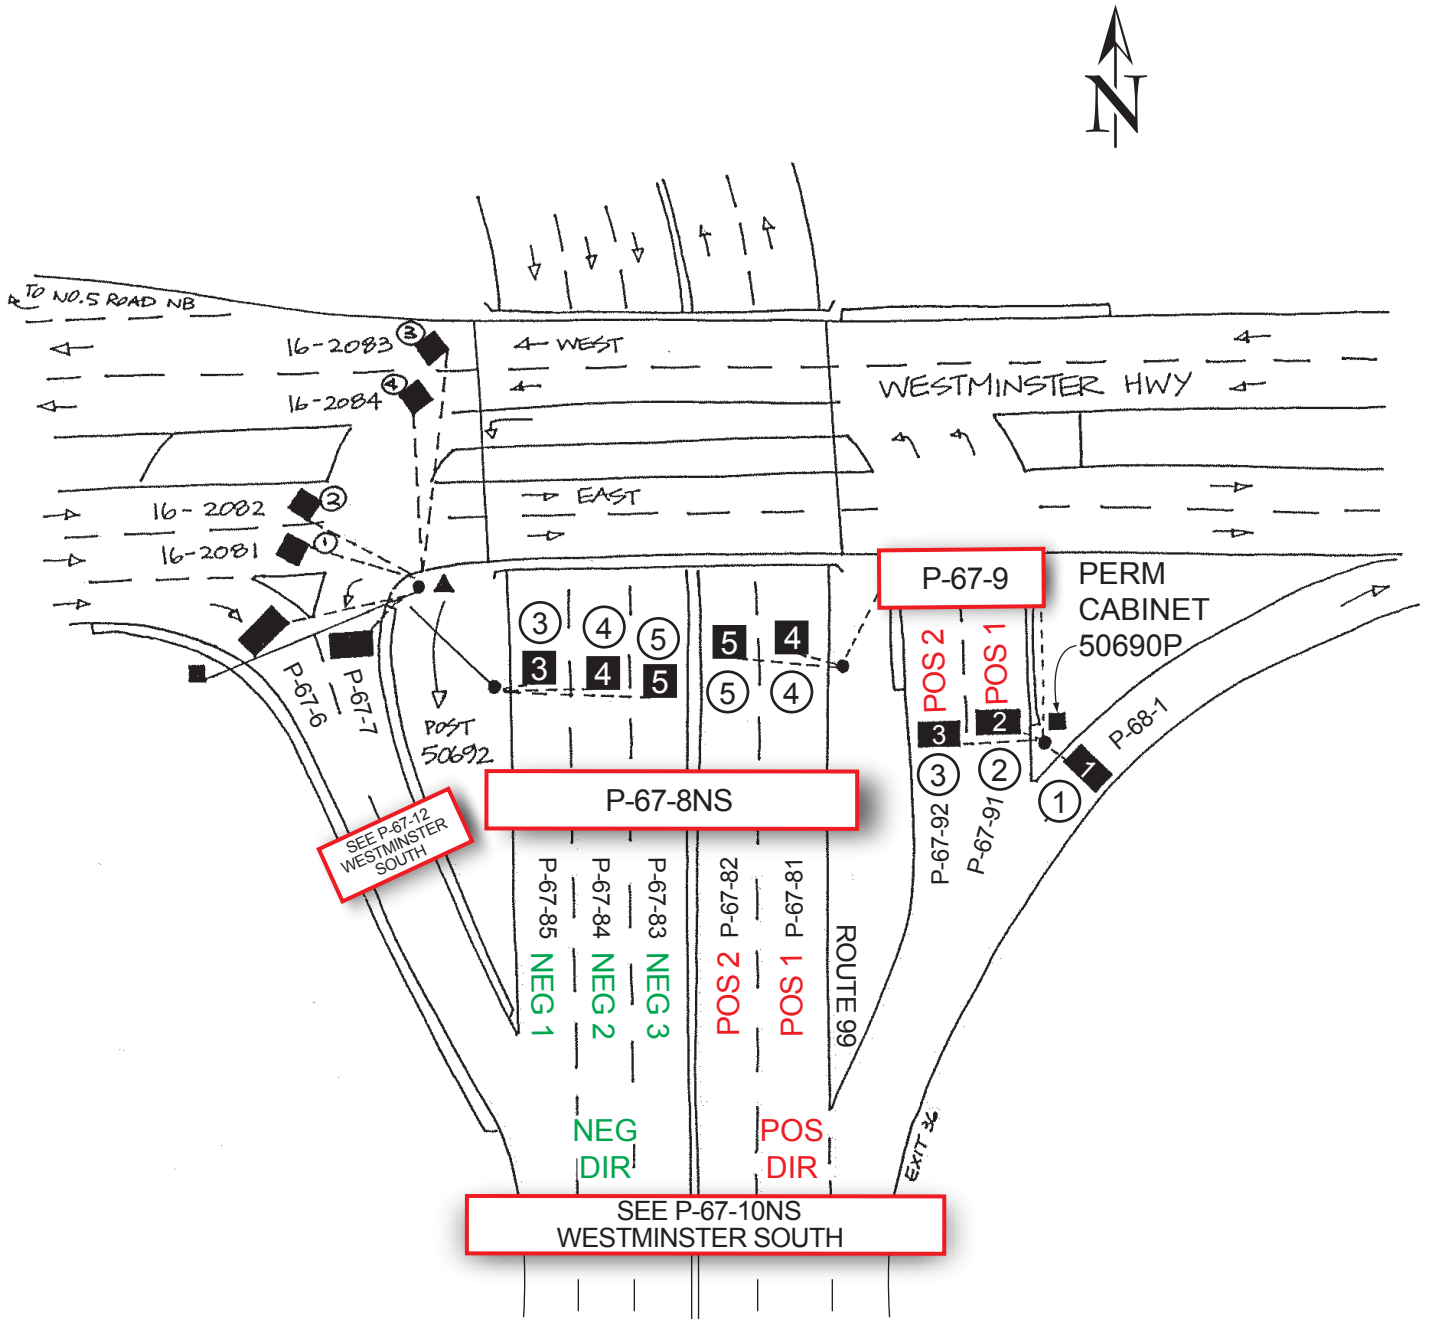 N
TO NO.5 ROAD NB
16-2083
3
WEST
16-2084
4
WESTMINSTER HWY
16-2082
2
EAST
16-2081
1
P-67-9
PERM
CABINET
50690P
POS 2
POS 1
3
4
5
3
4
5
5
4
5
4
P-67-6
P-67-7
POST
50692
3
2
1
3
2
1
P-68-1
P-67-92
P-67-91
P-67-8NS
SEE P-67-12
WESTMINSTER
SOUTH
P-67-85
P-67-84
P-67-83
P-67-82
P-67-81
NEG 1
NEG 2
NEG 3
POS 2
POS 1
ROUTE 99
NEG
DIR
POS
DIR
EXIT 36
SEE P-67-10NS
WESTMINSTER SOUTH